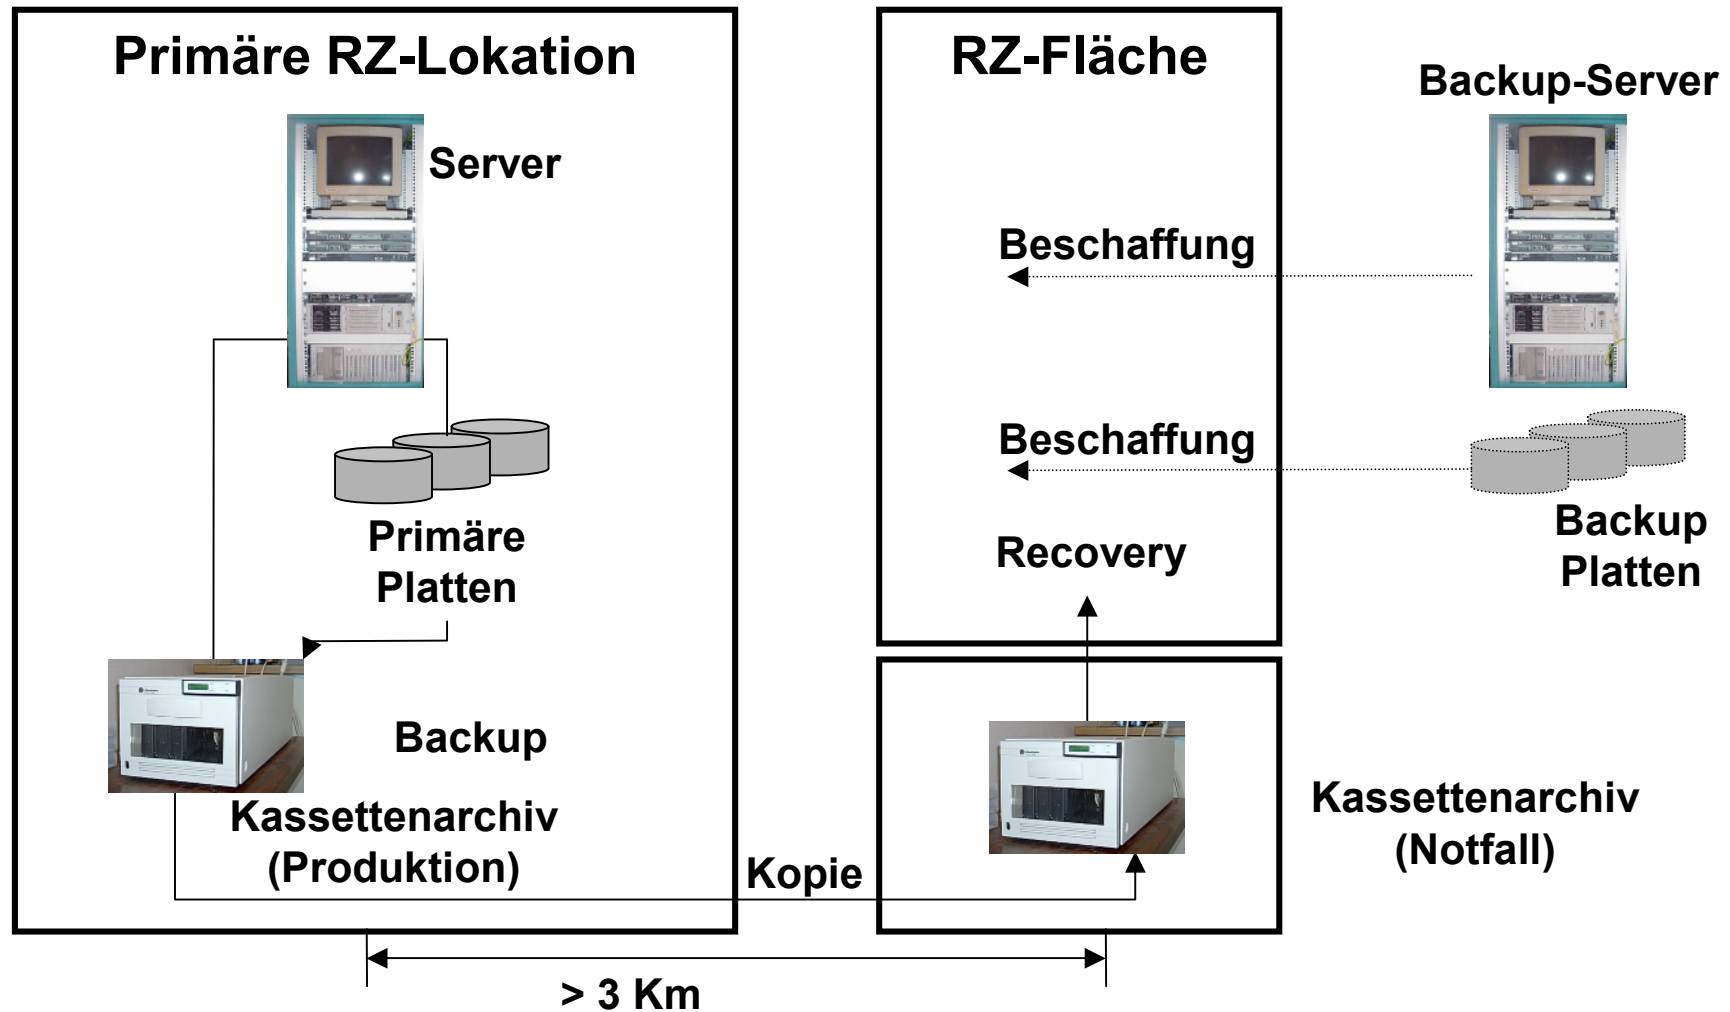 Primäre RZ-Lokation
RZ-Fläche
Backup-Server
Server
Beschaffung
Beschaffung
Primäre
Platten
Recovery
Backup
Platten
Backup
Kassettenarchiv
(Produktion)
Kopie
Kassettenarchiv
(Notfall)
> 3 Km